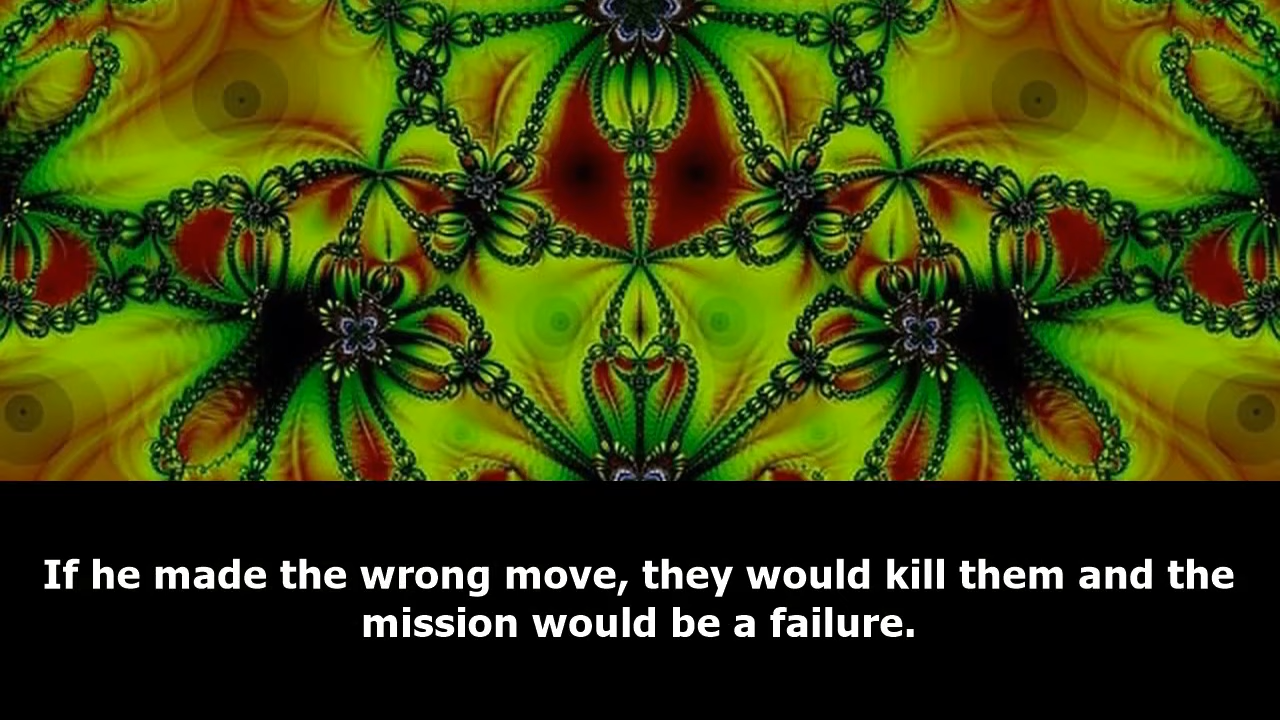 If he made the wrong move, they would kill them and the
mission would be a failure.